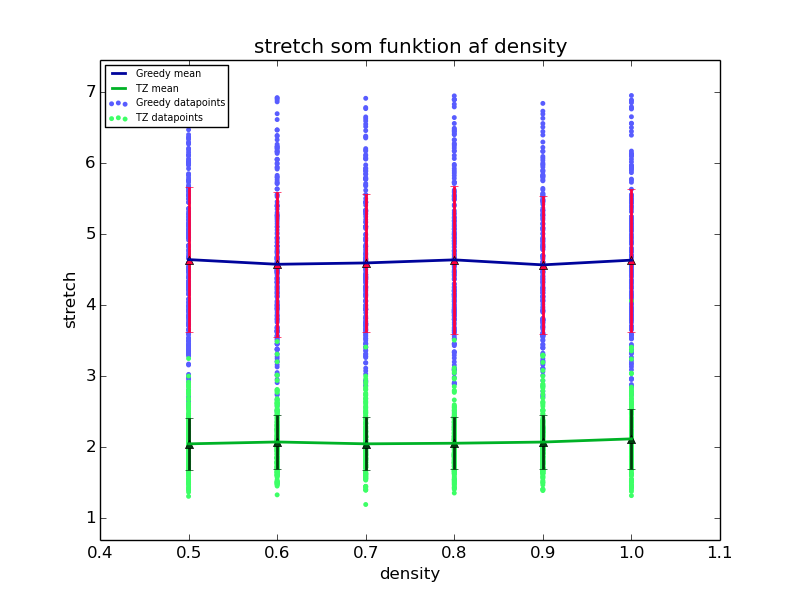 stretch som funktion af density
Greedy mean
TZ mean
Greedy datapoints
TZ datapoints
7
6
5
4
3
2
1
stretch
0.4 0.5 0.6 0.7 0.8 0.9 1.0 1.1
density